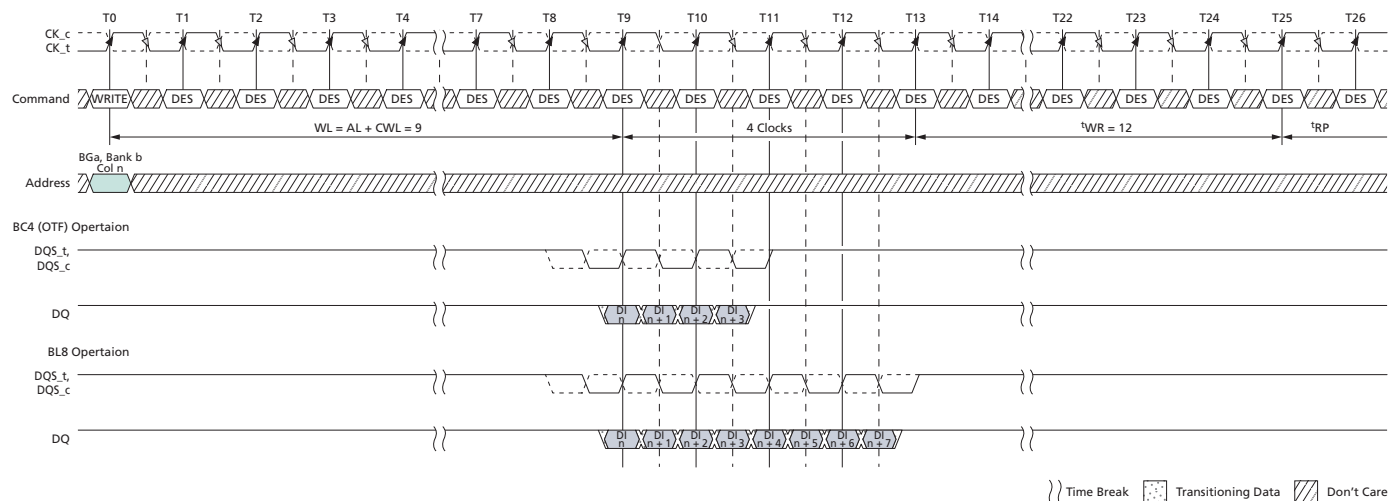 T0 T1 T2 T3 T4 T7 T8 T9 T10 T11 T12 T13 T14 T22 T23 T24 T25 T26
CK_c
CK_t
Command WRITE DES DES DES DES DES DES DES DES DES DES DES DES DES DES DES DES DES
WL = AL + CWL = 9 4 Clocks tWR = 12 tRP
BGa, Bank b
Col n
Address
BC4 (OTF) Opertaion
DQS_t,
DQS_c
DQ DI n DI n + 1 DI n + 2 DI n + 3
BL8 Opertaion
DQS_t,
DQS_c
DQ DI n DI n + 1 DI n + 2 DI n + 3 DI n + 4 DI n + 5 DI n + 6 DI n + 7
Time Break Transitioning Data Don't Care